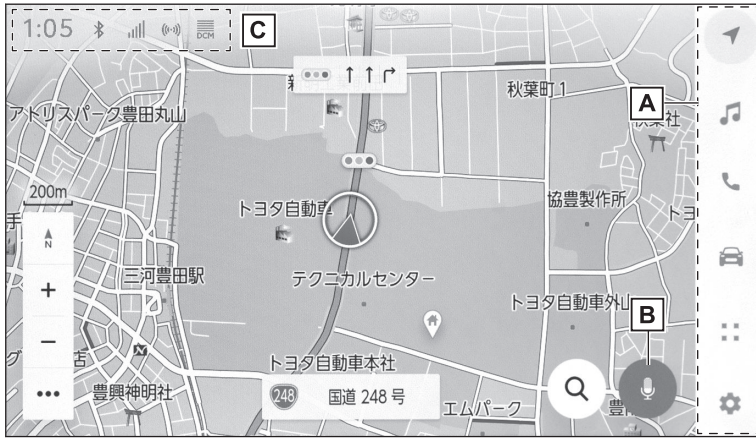 1:05 DCM C
秋葉町1
A
アトリスパーク豊田丸山
200m
トヨタ自動車
協豊製作所
N
三河豊田駅
テクニカルセンター
トヨタ自動車外山
B
トヨタ自動車本社
248 国道 248 号
豊興神明社
エムパーク